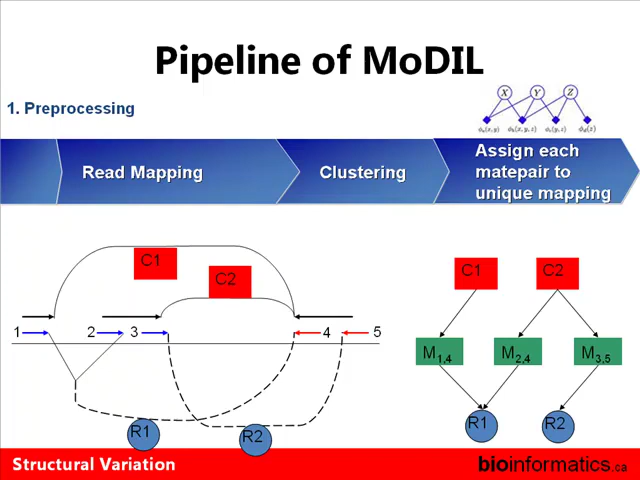 Pipeline of MoDIL
1. Preprocessing
X Y Z
Read Mapping
Clustering
Assign each
matepair to
unique mapping
C1
C2
1 2 3 4 5
R1
R2
C1 C2
M1,4 M2,4 M3,5
R1 R2
Structural Variation
bioinformatics.ca